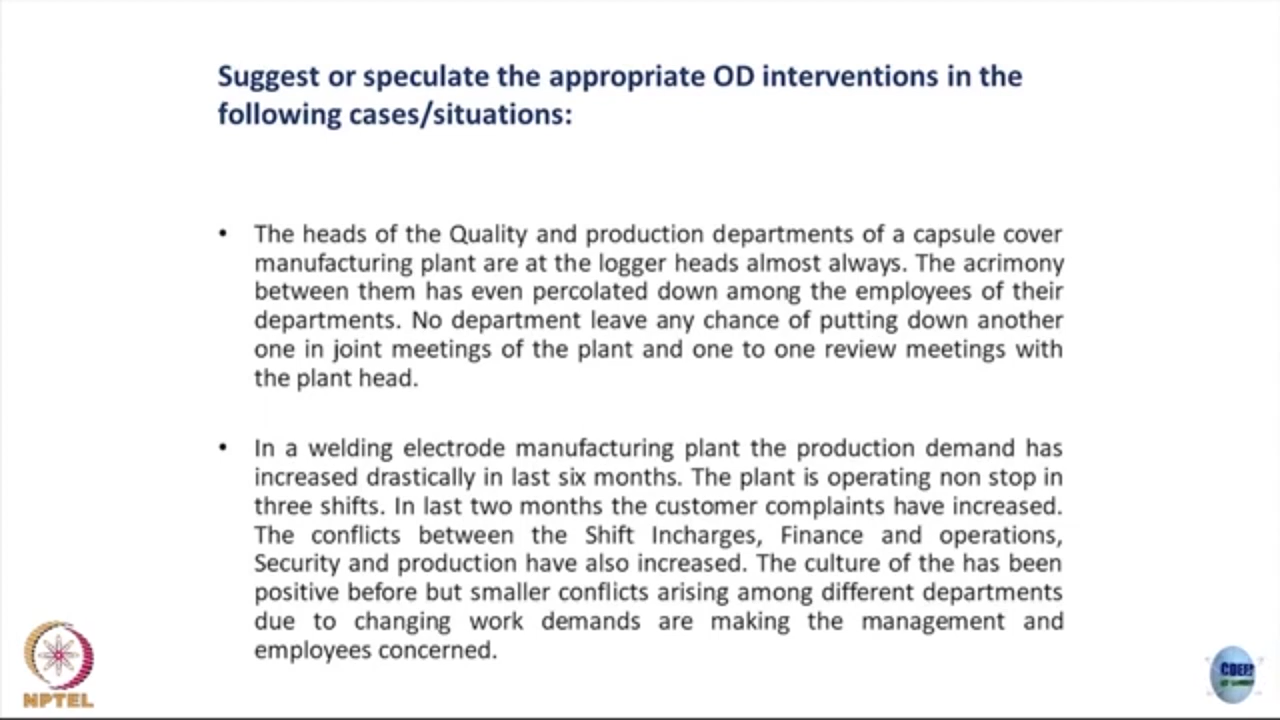 Suggest or speculate the appropriate OD interventions in the
following cases/situations:
• The heads of the Quality and production departments of a capsule cover
manufacturing plant are at the logger heads almost always. The acrimony
between them has even percolated down among the employees of their
departments. No department leave any chance of putting down another
one in joint meetings of the plant and one to one review meetings with
the plant head.
• In a welding electrode manufacturing plant the production demand has
increased drastically in last six months. The plant is operating non stop in
three shifts. In last two months the customer complaints have increased.
The conflicts between the Shift Incharges, Finance and operations,
Security and production have also increased. The culture of the has been
positive before but smaller conflicts arising among different departments
due to changing work demands are making the management and
employees concerned.
NPTEL